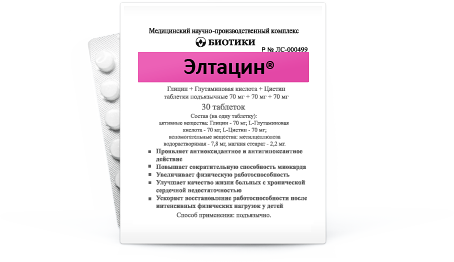 Медицинский научно-производственный комплекс
БИОТИКИ
Р № ЛС-000499
Элтацин®
Глицин + Глутаминовая кислота + Цистин
таблетки подъязычные 70 мг + 70 мг + 70 мг
30 таблеток
Состав (на одну таблетку):
активные вещества: Глицин - 70 мг, L-Глутаминовая
кислота - 70 мг; L-Цистин - 70 мг;
вспомогательные вещества: метилцеллюлоза
водорастворимая - 7,8 мг, магния стеарат - 2,2 мг.
Проявляет антиоксидантное и антигипоксантное
действие
Повышает сократительную способность миокарда
Увеличивает физическую работоспособность
Улучшает качество жизни больных с хронической
сердечной недостаточностью
Ускоряет восстановление работоспособности после
интенсивных физических нагрузок у детей
Способ применения: подъязычно.